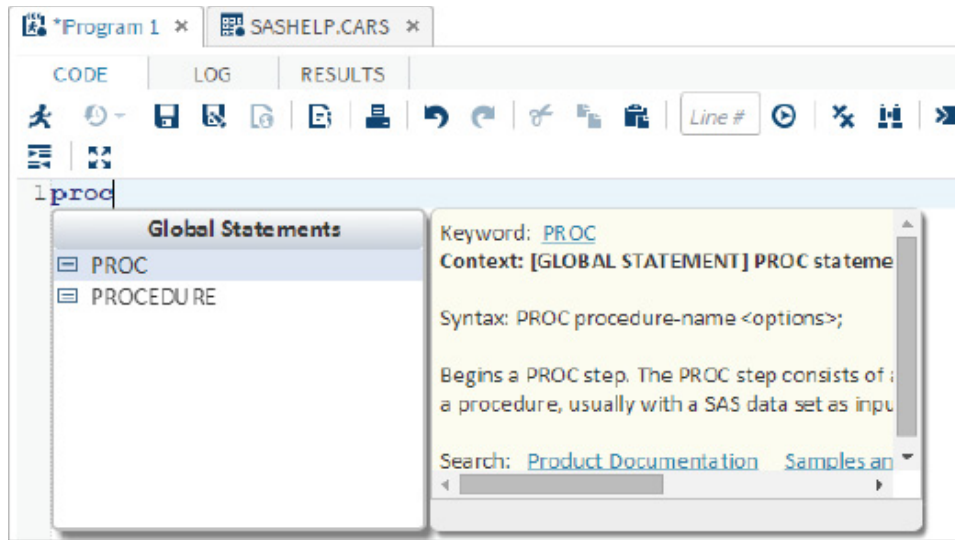 *Program 1 × SASHELP.CARS ×
CODE LOG RESULTS
Line #
1 proc
Global Statements
PROC
PROCEDURE
Keyword: PROC
Context: [GLOBAL STATEMENT] PROC stateme
Syntax: PROC procedure-name <options>;
Begins a PROC step. The PROC step consists of
a procedure, usually with a SAS data set as inpu
Search: Product Documentation Samples an